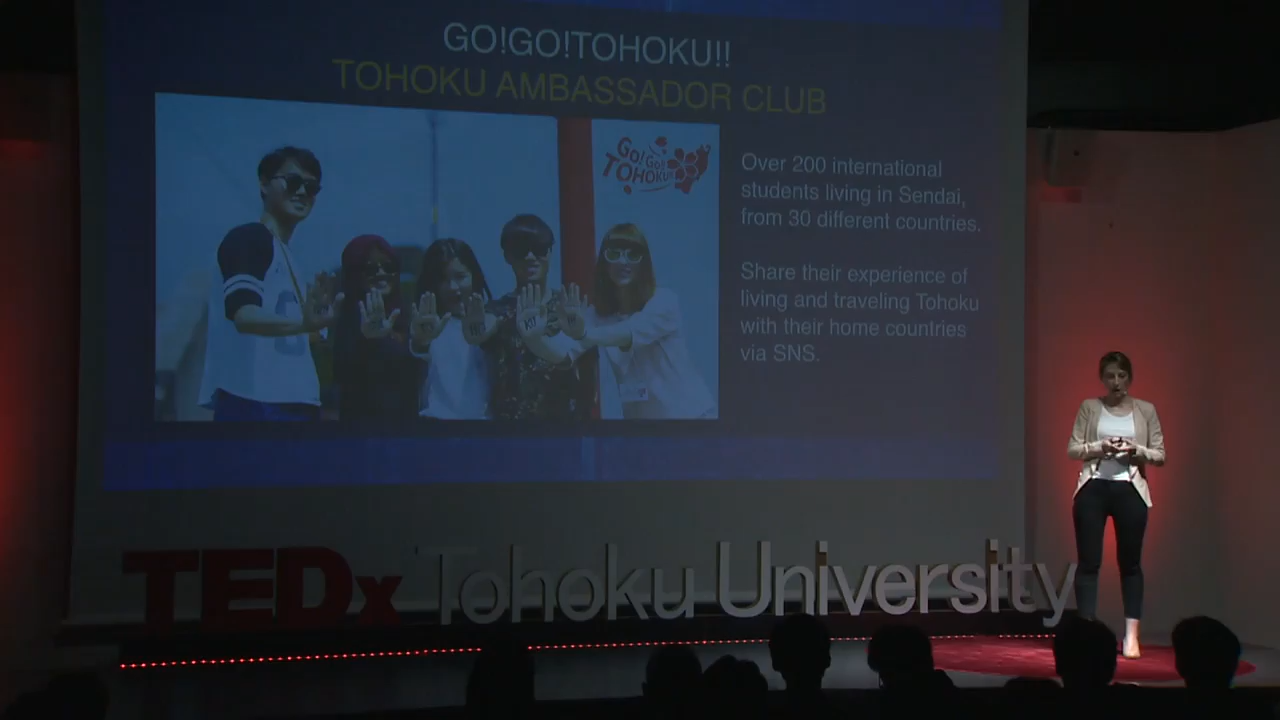 GO!GO!TOHOKU!!
TOHOKU AMBASSADOR CLUB
Go! Go!!
TOHOKU!!
Over 200 international
students living in Sendai,
from 30 different countries.
Share their experience of
living and traveling Tohoku
with their home countries
via SNS.
TEDx Tohoku University